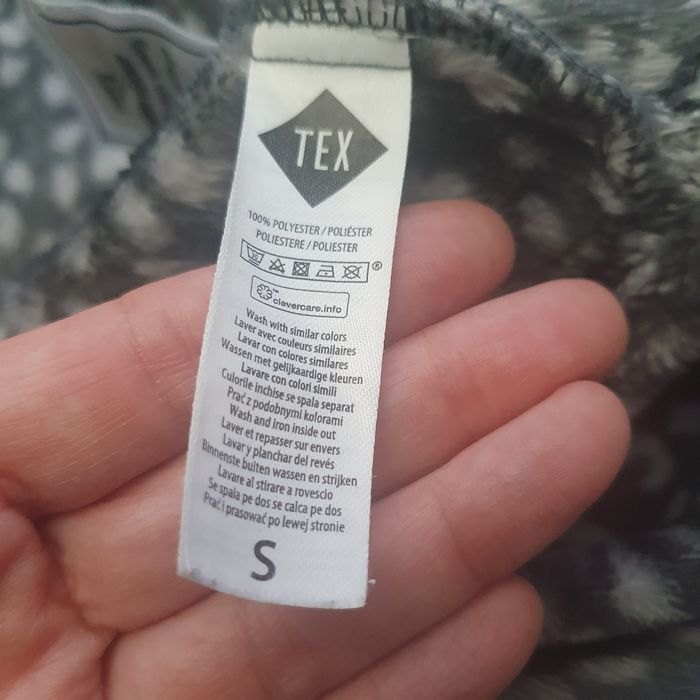 TEX
100% POLYESTER / POLIÉSTER
POLIESTERE / POLIESTER
30
®
™
clevercare.info
Wash with similar colors
Laver avec couleurs similaires
Lavar con colores similares
Wassen met gelijkaardige kleuren
Lavare con colori simili
Culorile inchise se spala separat
Prać z podobnymi kolorami
Wash and iron inside out
Laver et repasser sur envers
Lavar y planchar del revés
Binnenste buiten wassen en strijken
Lavare al stirare a rovescio
Se spala pe dos se calca pe dos
Prać i prasować po lewej stronie
S